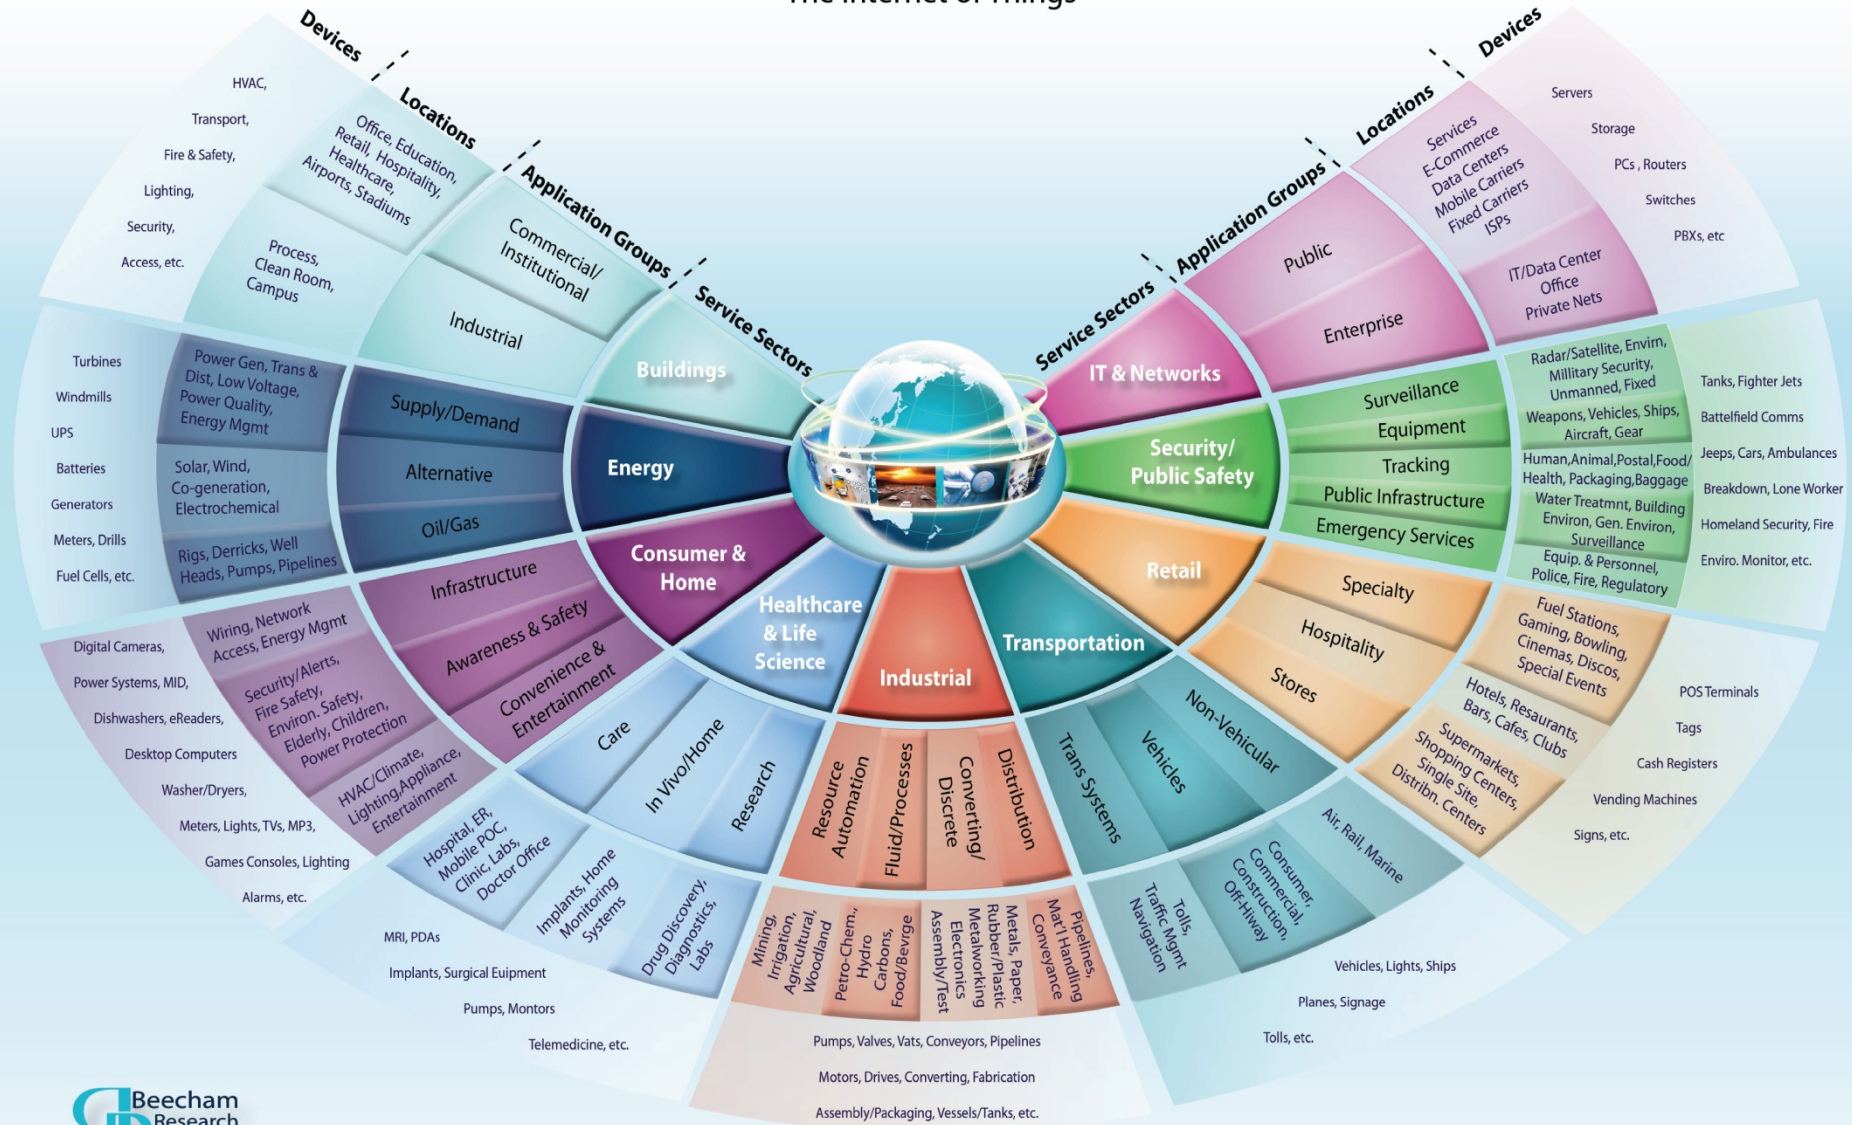 The Internet of Things
Devices
Locations
Application Groups
Service Sectors
Buildings
Commercial/
Institutional
Industrial
Office, Education,
Retail, Hospitality,
Healthcare,
Airports, Stadiums
Process,
Clean Room,
Campus
HVAC,
Transport,
Fire & Safety,
Lighting,
Security,
Access, etc.
Energy
Supply/Demand
Alternative
Oil/Gas
Power Gen, Trans &
Dist, Low Voltage,
Power Quality,
Energy Mgmt
Solar, Wind,
Co-generation,
Electrochemical
Rigs, Derricks, Well
Heads, Pumps, Pipelines
Turbines
Windmills
UPS
Batteries
Generators
Meters, Drills
Fuel Cells, etc.
Consumer &
Home
Infrastructure
Awareness & Safety
Convenience &
Entertainment
Wiring, Network
Access, Energy Mgmt
Security/Alerts,
Fire Safety,
Environ. Safety,
Elderly, Children,
Power Protection
HVAC/Climate,
Lighting,Appliance,
Entertainment
Digital Cameras,
Power Systems, MID,
Dishwashers, eReaders,
Desktop Computers
Washer/Dryers,
Meters, Lights, TVs, MP3,
Games Consoles, Lighting
Alarms, etc.
Healthcare
& Life
Science
Care
In Vivo/Home
Research
Hospital, ER,
Mobile POC,
Clinic, Labs,
Doctor Office
Implants, Home
Monitoring
Systems
Drug Discovery,
Diagnostics,
Labs
MRI, PDAs
Implants, Surgical Euipment
Pumps, Montors
Telemedicine, etc.
Industrial
Resource
Automation
Fluid/Processes
Converting/
Discrete
Distribution
Mining,
Irrigation,
Agricultural,
Woodland
Petro-Chem.,
Hydro
Carbons,
Food/Bevrge
Metals, Paper,
Rubber/Plastic
Metalworking
Electronics
Assembly/Test
Pipelines,
Mat'l Handling
Conveyance
Pumps, Valves, Vats, Conveyors, Pipelines
Motors, Drives, Converting, Fabrication
Assembly/Packaging, Vessels/Tanks, etc.
Transportation
Trans Systems
Vehicles
Non-Vehicular
Tolls,
Traffic Mgmt
Navigation
Consumer,
Commercial,
Construction,
Off-Hiway
Air, Rail, Marine
Vehicles, Lights, Ships
Planes, Signage
Tolls, etc.
Retail
Specialty
Hospitality
Stores
Fuel Stations,
Gaming, Bowling,
Cinemas, Discos,
Special Events
Hotels, Resaurants,
Bars, Cafes, Clubs
Supermarkets,
Shopping Centers,
Single Site,
Distribn. Centers
POS Terminals
Tags
Cash Registers
Vending Machines
Signs, etc.
Security/
Public Safety
Surveillance
Equipment
Tracking
Public Infrastructure
Emergency Services
Radar/Satellite, Envirn,
Millitary Security,
Unmanned, Fixed
Weapons, Vehicles, Ships,
Aircraft, Gear
Human,Animal,Postal,Food/
Health, Packaging,Baggage
Water Treatmnt, Building
Environ, Gen. Environ,
Surveillance
Equip. & Personnel,
Police, Fire, Regulatory
Tanks, Fighter Jets
Battelfield Comms
Jeeps, Cars, Ambulances
Breakdown, Lone Worker
Homeland Security, Fire
Enviro. Monitor, etc.
IT & Networks
Public
Enterprise
Services
E-Commerce
Data Centers
Mobile Carriers
Fixed Carriers
ISPs
IT/Data Center
Office
Private Nets
Servers
Storage
PCs , Routers
Switches
PBXs, etc
Devices
Locations
Application Groups
Service Sectors
Beecham
Research